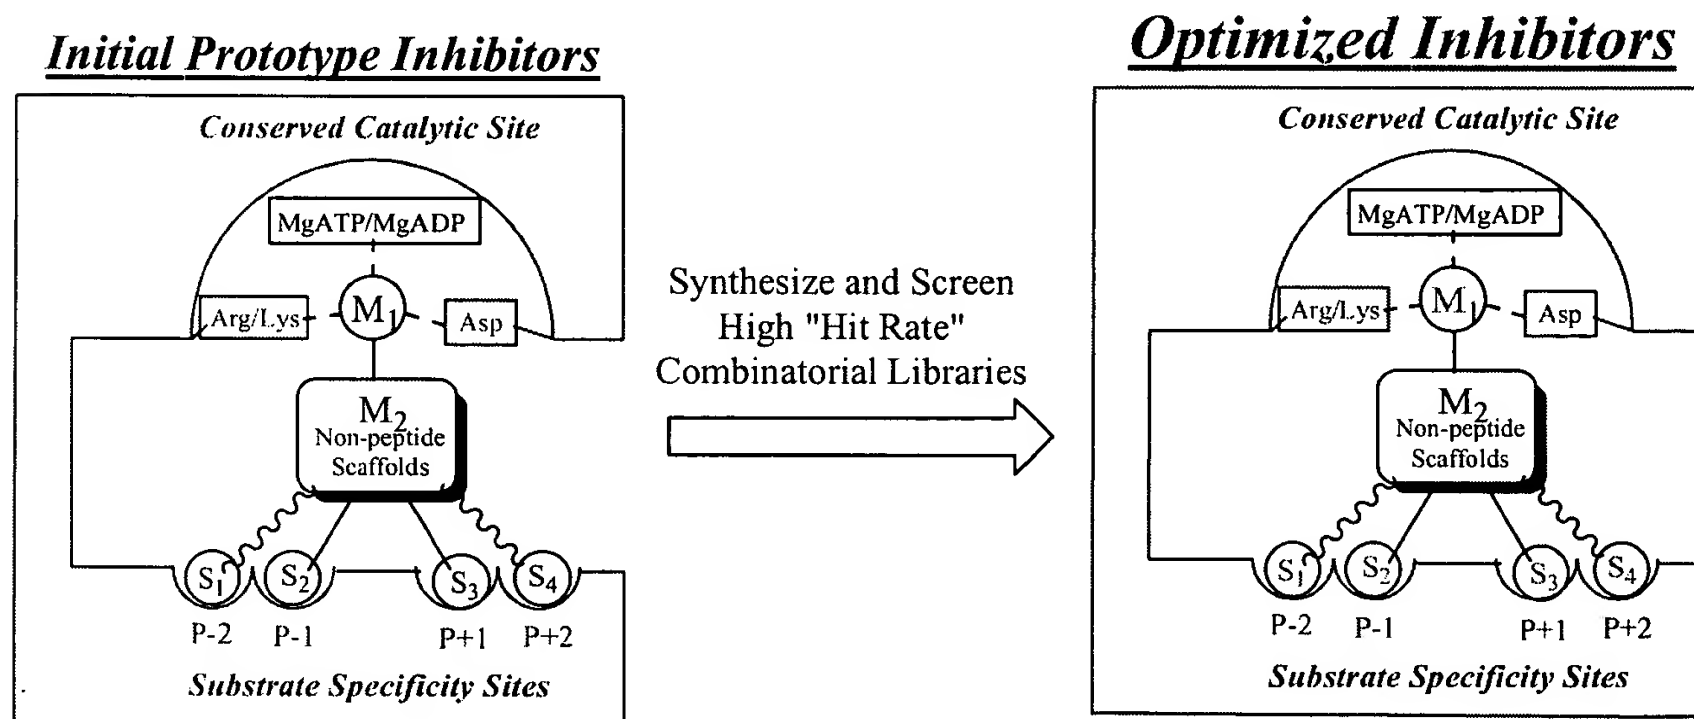 Initial Prototype Inhibitors
Conserved Catalytic Site
MgATP/MgADP
Arg/Lys
M1
Asp
M2
Non-peptide
Scaffolds
S1
S2
S3
S4
P-2
P-1
P+1
P+2
Substrate Specificity Sites
Synthesize and Screen
High "Hit Rate"
Combinatorial Libraries
Optimized Inhibitors
Conserved Catalytic Site
MgATP/MgADP
Arg/Lys
M1
Asp
M2
Non-peptide
Scaffolds
S1
S2
S3
S4
P-2
P-1
P+1
P+2
Substrate Specificity Sites